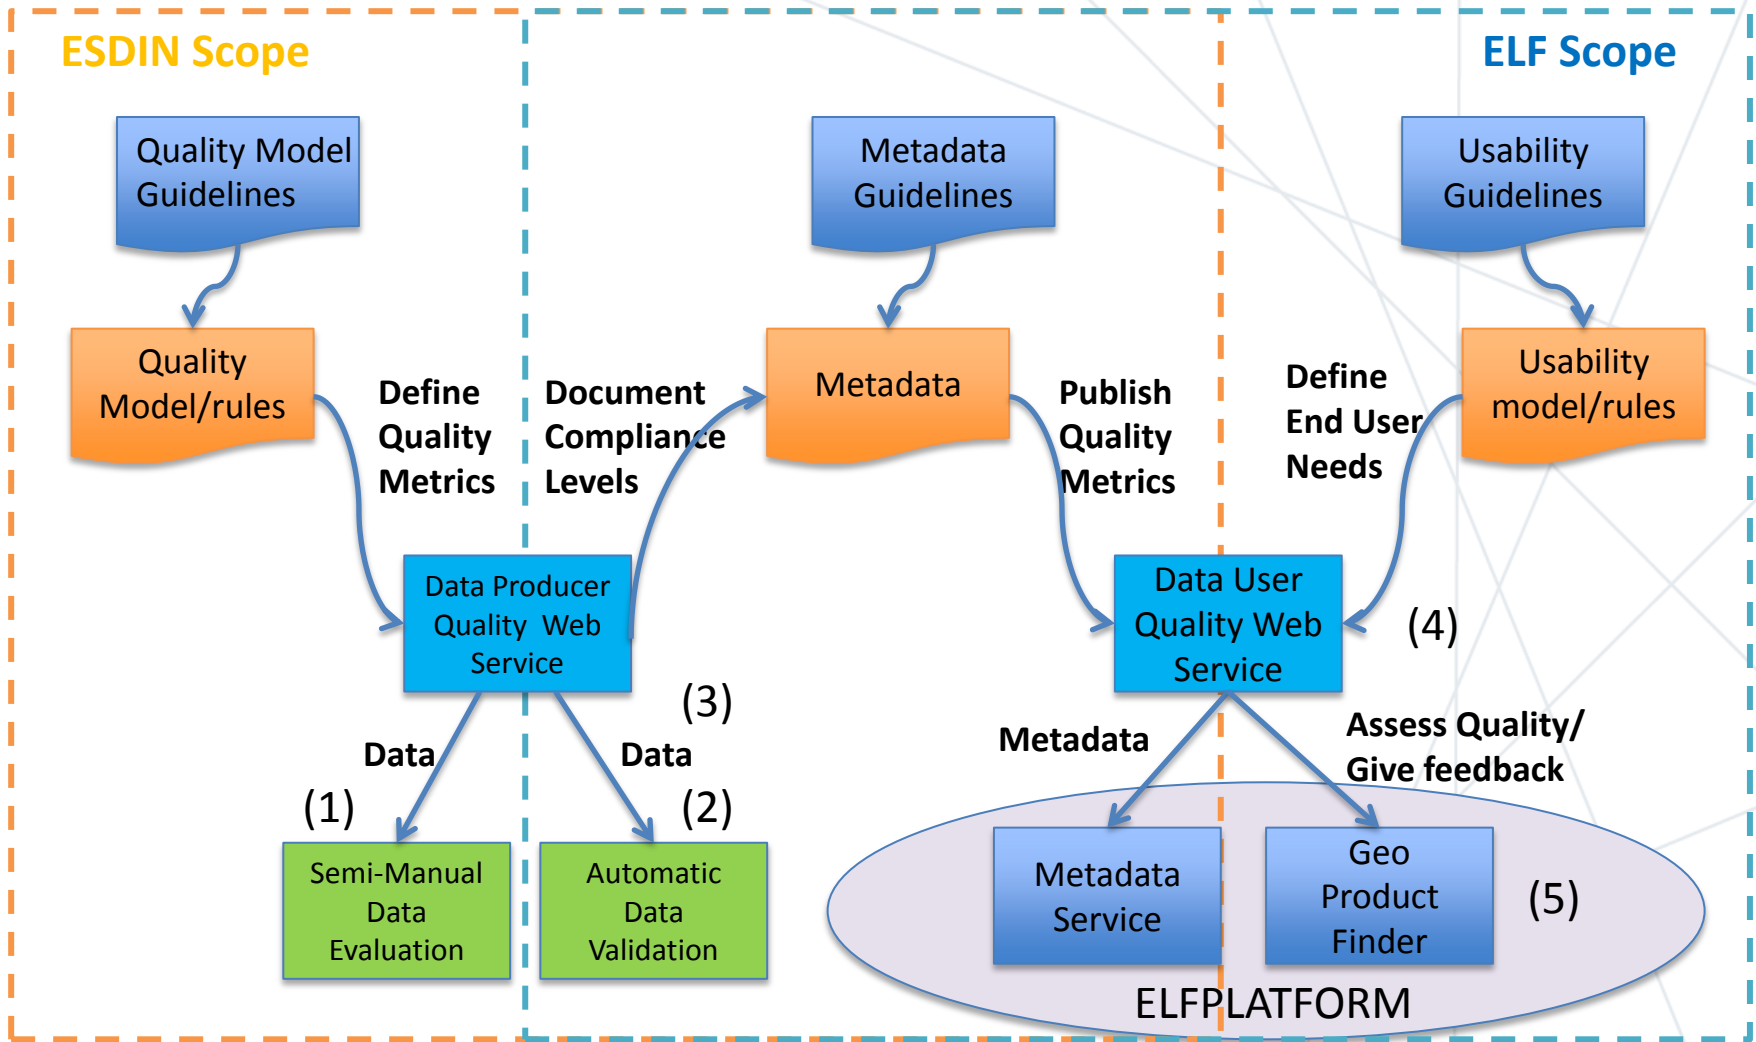 ESDIN Scope
ELF Scope
Quality Model
Guidelines
Metadata
Guidelines
Usability
Guidelines
Quality
Model/rules
Define
Quality
Metrics
Document
Compliance
Levels
Metadata
Publish
Quality
Metrics
Define
End User
Needs
Usability
model/rules
Data Producer
Quality Web
Service
Data User
Quality Web
Service
(4)
(3)
Data
Data
(1)
(2)
Metadata
Assess Quality/
Give feedback
Semi-Manual
Data
Evaluation
Automatic
Data
Validation
Metadata
Service
Geo
Product
Finder
(5)
ELFPLATFORM